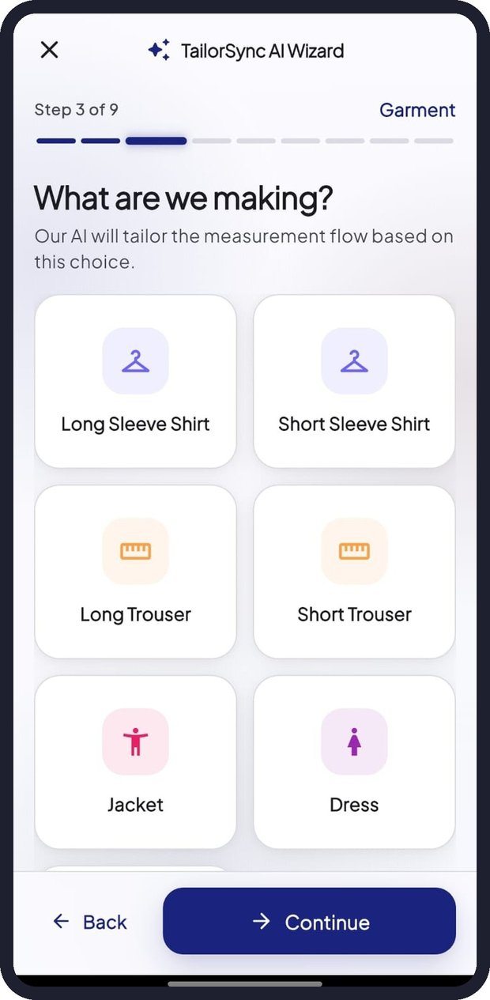 TailorSync AI Wizard
Step 3 of 9
Garment
What are we making?
Our AI will tailor the measurement flow based on
this choice.
Long Sleeve Shirt
Short Sleeve Shirt
Long Trouser
Short Trouser
Jacket
Dress
Back
Continue